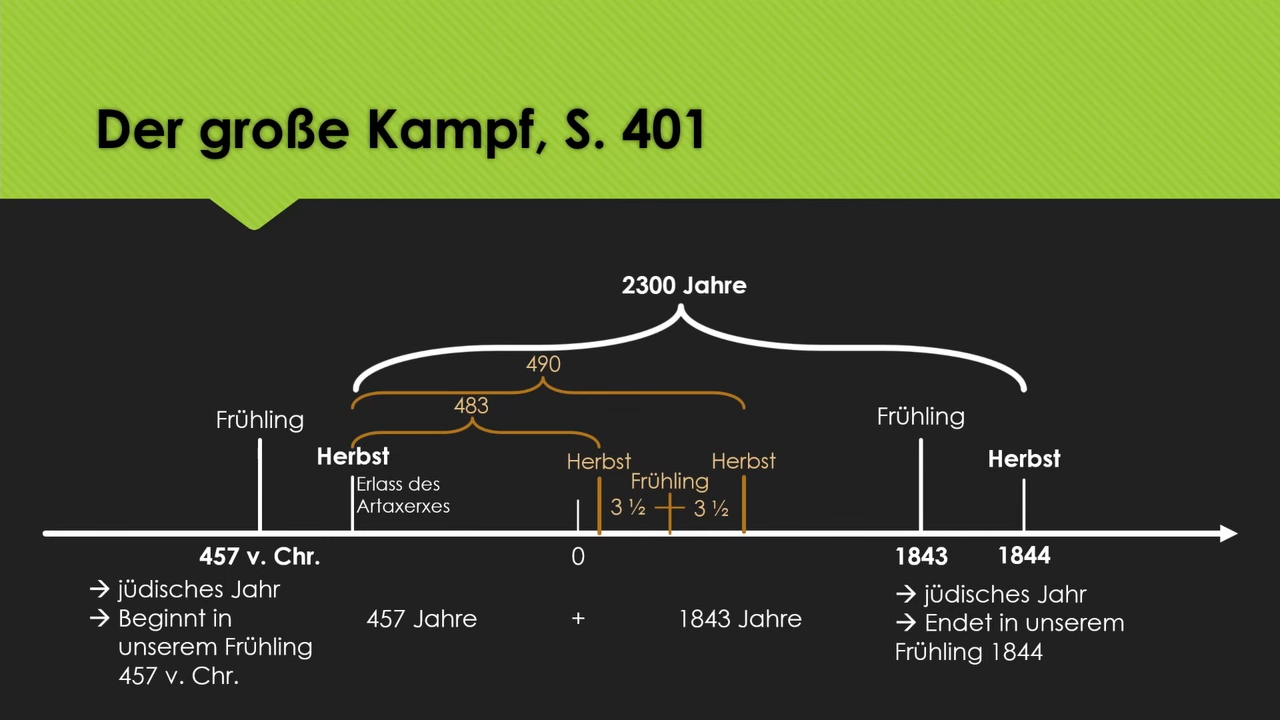 Der große Kampf, S. 401
2300 Jahre
490
483
Frühling
Frühling
Herbst
Herbst
Herbst
Herbst
Frühling
Erlass des
Artaxerxes
3 ½
3 ½
457 v. Chr.
0
1843
1844
→ jüdisches Jahr
→ Beginnt in
unserem Frühling
457 v. Chr.
457 Jahre + 1843 Jahre
→ jüdisches Jahr
→ Endet in unserem
Frühling 1844